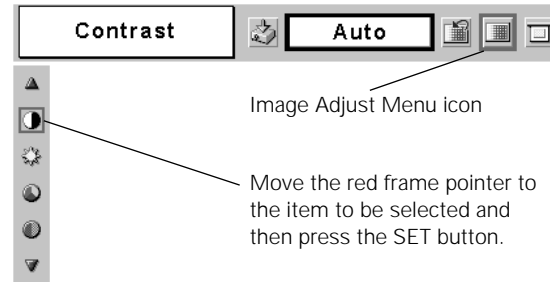 Contrast
Auto
Image Adjust Menu icon
Move the red frame pointer to
the item to be selected and
then press the SET button.